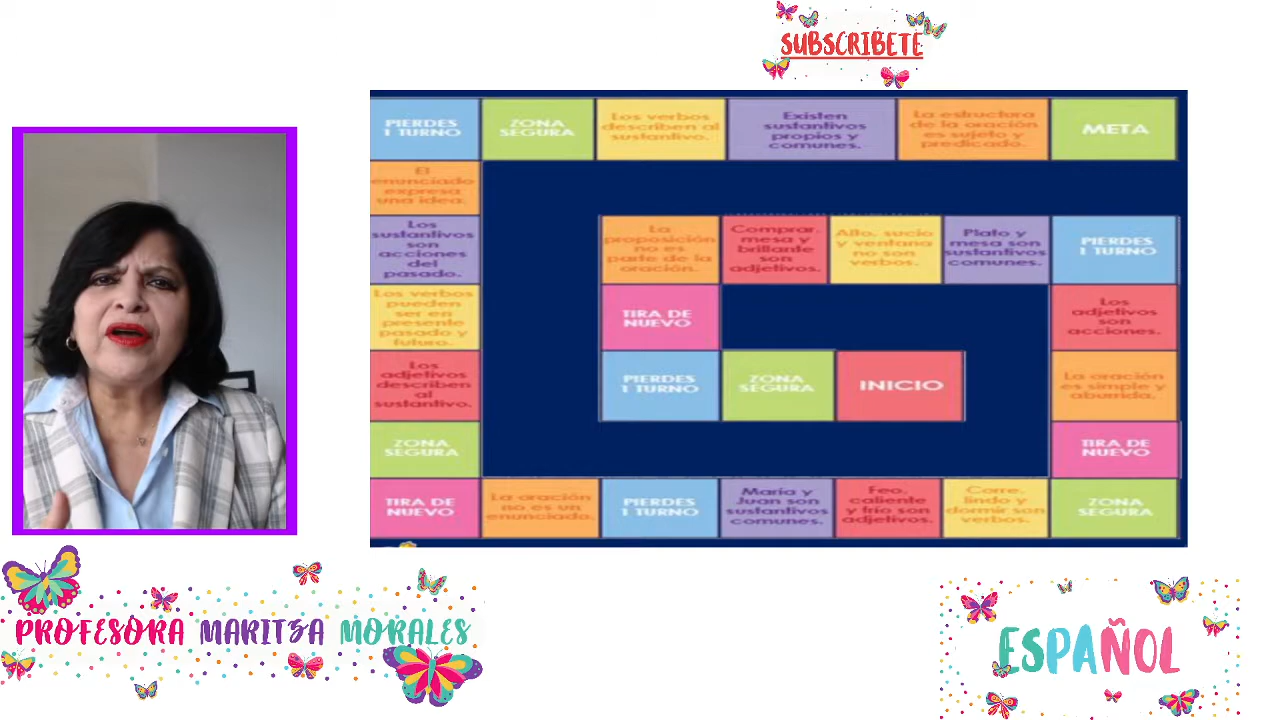 SUBSCRIBETE
PIERDES
1 TURNO
ZONA
SEGURA
Los verbos
describen al
sustantivo.
Existen
sustantivos
propios y
comunes.
La estructura
de la oración
es sujeto y
predicado.
META
El
enunciado
expresa
una idea.
Los
sustantivos
son
acciones
del
pasado.
La
proposición
no es
parte de la
oración.
Comprar,
mesa y
brillante
son
adjetivos.
Alto, sucio
y ventana
no son
verbos.
Plato y
mesa son
sustantivos
comunes.
PIERDES
1 TURNO
Los verbos
pueden
ser en
presente
pasado y
futuro.
TIRA DE
NUEVO
Los
adjetivos
son
acciones.
Los
adjetivos
describen
al
sustantivo.
PIERDES
1 TURNO
ZONA
SEGURA
INICIO
La oración
es simple y
aburrida.
ZONA
SEGURA
TIRA DE
NUEVO
TIRA DE
NUEVO
La oración
no es un
enunciado.
PIERDES
1 TURNO
María y
Juan son
sustantivos
comunes.
Feo,
caliente
y frío son
adjetivos.
Corre,
lindo y
dormir son
verbos.
ZONA
SEGURA
PROFESORA MARITSA MORALES
ESPAÑOL